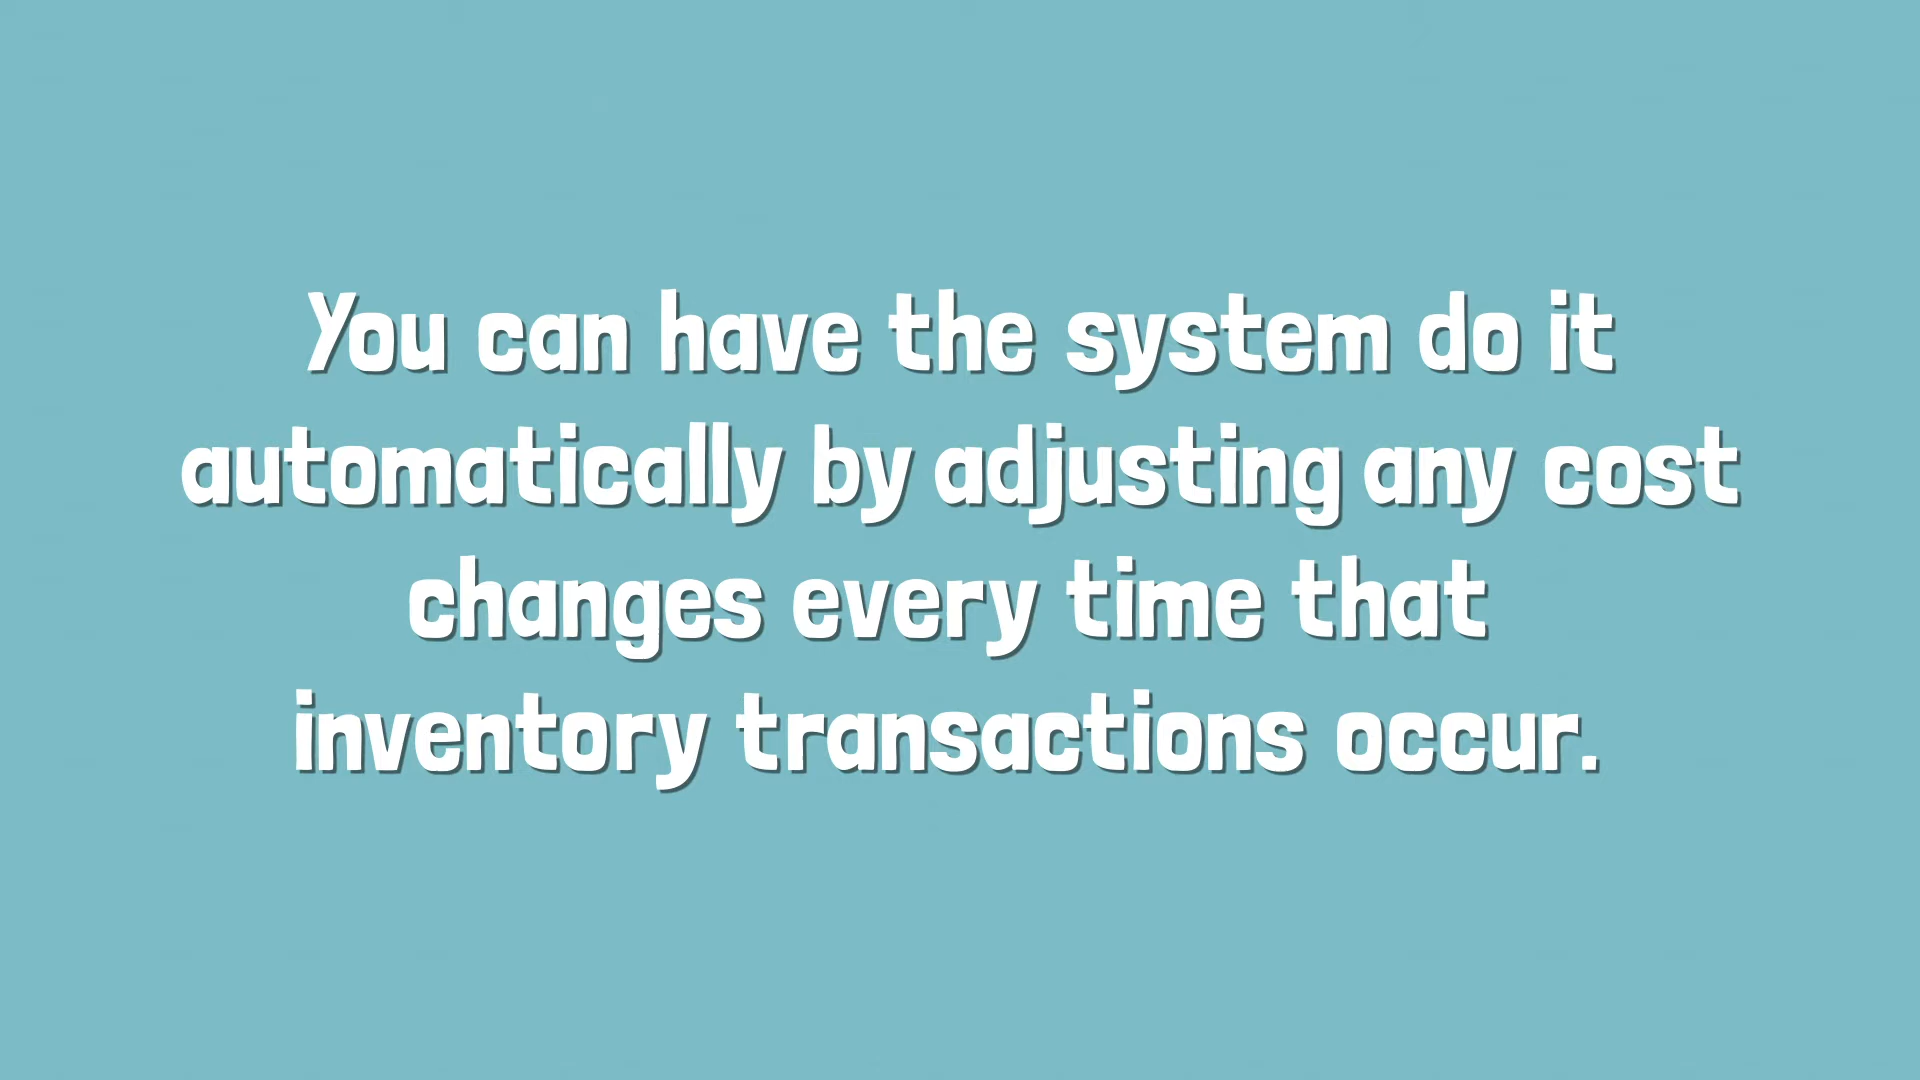 You can have the system do it
automatically by adjusting any cost
changes every time that
inventory transactions occur.